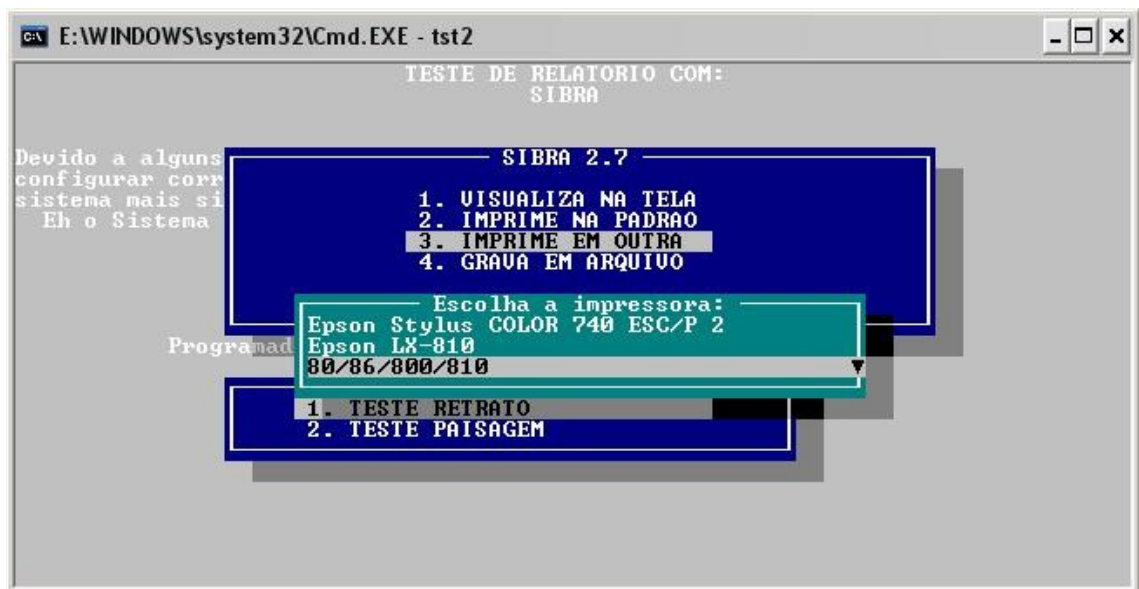 E:\WINDOWS\system32\Cmd.EXE - tst2
TESTE DE RELATORIO COM:
SIBRA
Devido a alguns
configurar corr
sistema mais si
Eh o Sistema
SIBRA 2.7
1. VISUALIZA NA TELA
2. IMPRIME NA PADRAO
3. IMPRIME EM OUTRA
4. GRAVA EM ARQUIVO
Escolha a impressora:
Epson Stylus COLOR 740 ESC/P 2
Epson LX-810
80/86/800/810
Programad
1. TESTE RETRATO
2. TESTE PAISAGEM